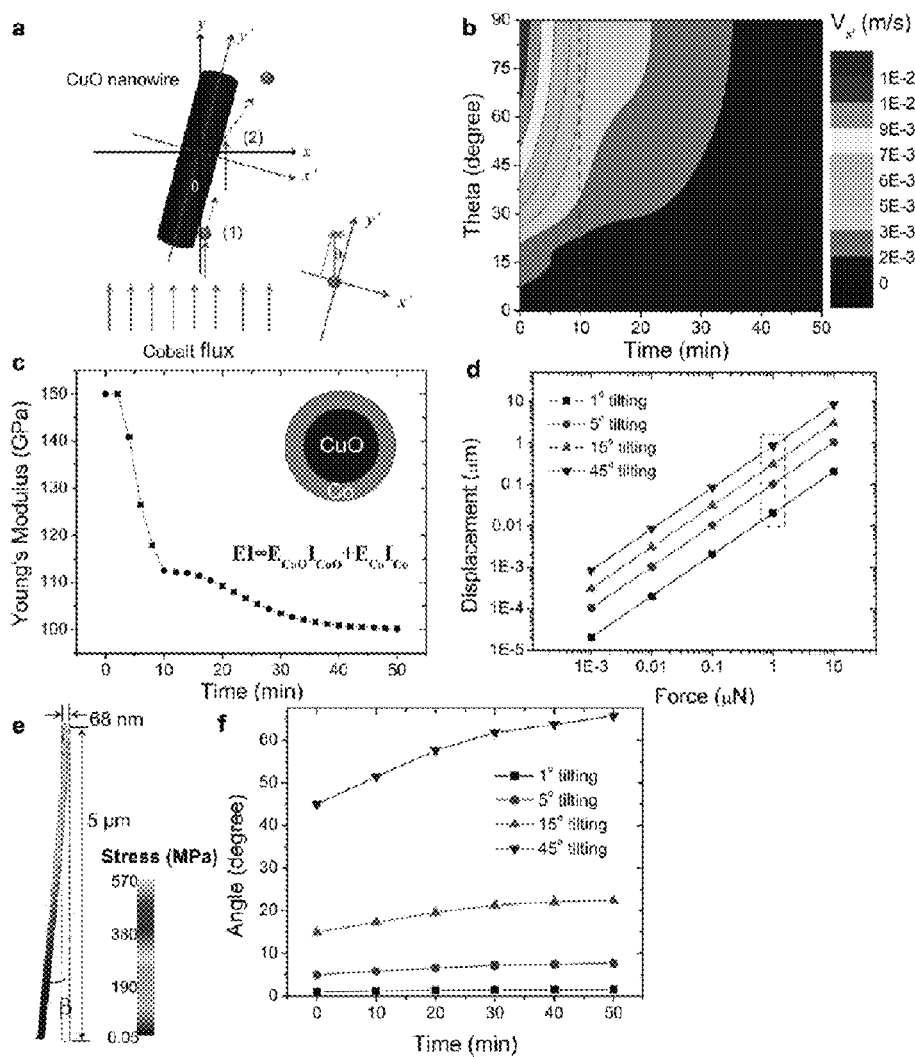 a
y
y'
CuO nanowire
(2)
x
x'
θ
(1)
y'
x'
Cobalt flux
b
Theta (degree)
90
75
60
45
30
15
0
0 10 20 30 40 50
Time (min)
V x' (m/s)
1E-2
1E-2
9E-3
7E-3
6E-3
5E-3
3E-3
2E-3
0
c
Young's Modulus (GPa)
150
140
130
120
110
100
CuO
Co
EI=E CuO I CuO +E Co I Co
0 10 20 30 40 50
Time (min)
d
Displacement (μm)
10
1
0.1
0.01
1E-3
1E-4
1E-5
1° tilting
5° tilting
15° tilting
45° tilting
1E-3 0.01 0.1 1 10
Force (μN)
e
68 nm
5 μm
Stress (MPa)
570
380
190
0.05
f
Angle (degree)
60
50
40
30
20
10
0
1° tilting
5° tilting
15° tilting
45° tilting
0 10 20 30 40 50
Time (min)